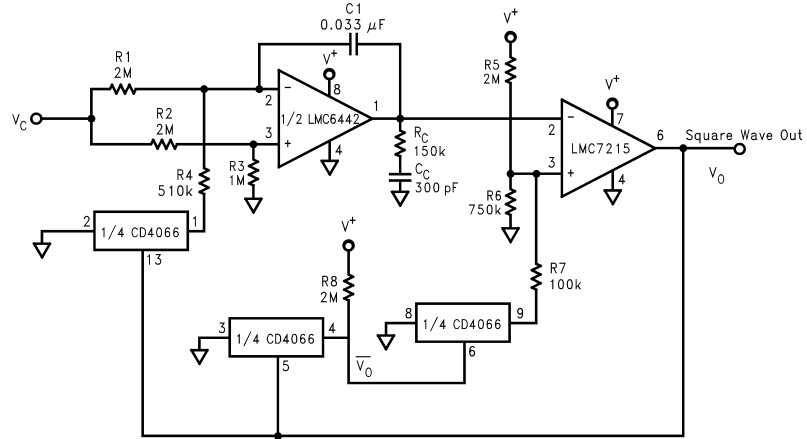 C1
0.033 μF
R1
2M
V+
8
2
1/2 LMC6442
1
3
4
V_C
R2
2M
R3
1M
R4
510k
R_C
150k
C_C
300 pF
V+
R5
2M
V+
7
2
LMC7215
6
Square Wave Out
3
4
V_O
R6
750k
R7
100k
2
1/4 CD4066
1
13
V+
R8
2M
3
1/4 CD4066
4
5
V̅_O
8
1/4 CD4066
9
6
−
+
−
+